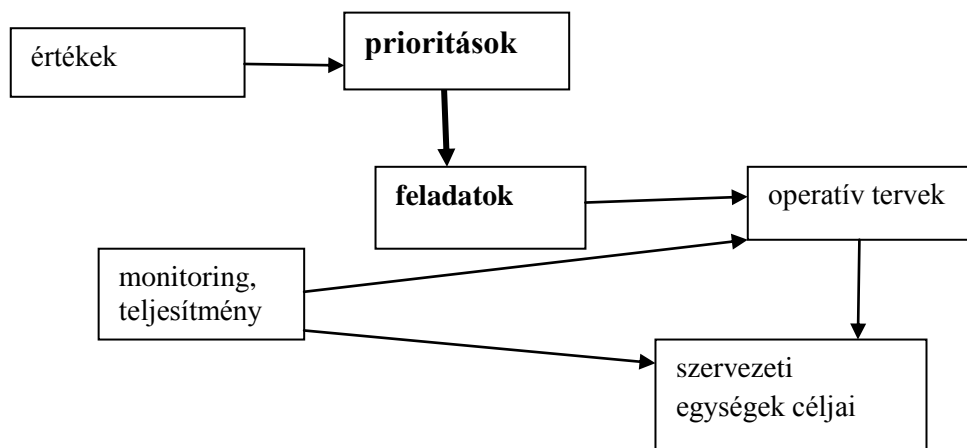 értékek
prioritások
feladatok
operatív tervek
monitoring,
teljesítmény
szervezeti
egységek céljai